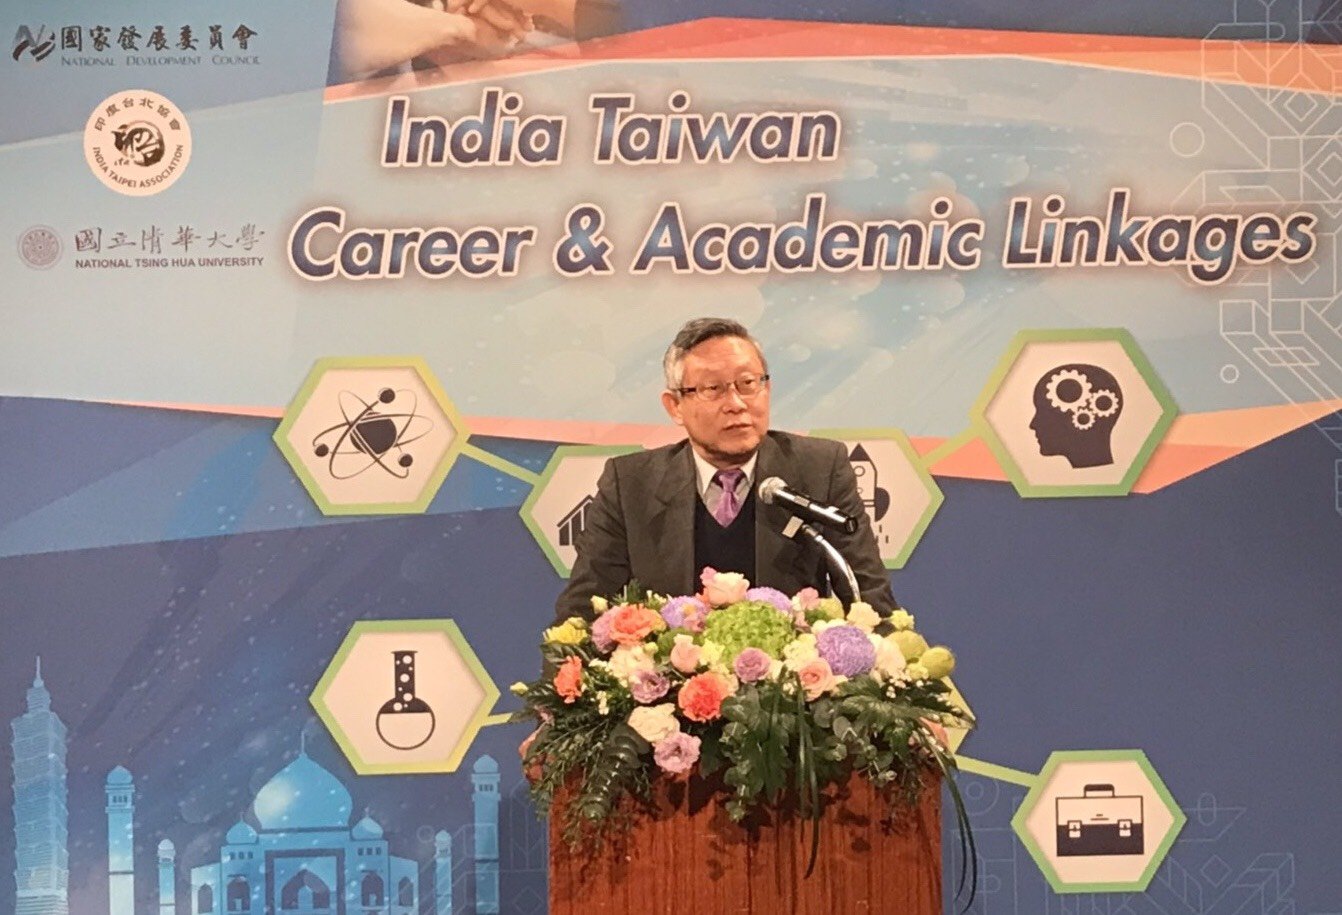 國家發展委員會
NATIONAL DEVELOPMENT COUNCIL
印度台北協會
INDIA TAIPEI ASSOCIATION
國立清華大學
NATIONAL TSING HUA UNIVERSITY
India Taiwan
Career & Academic Linkages